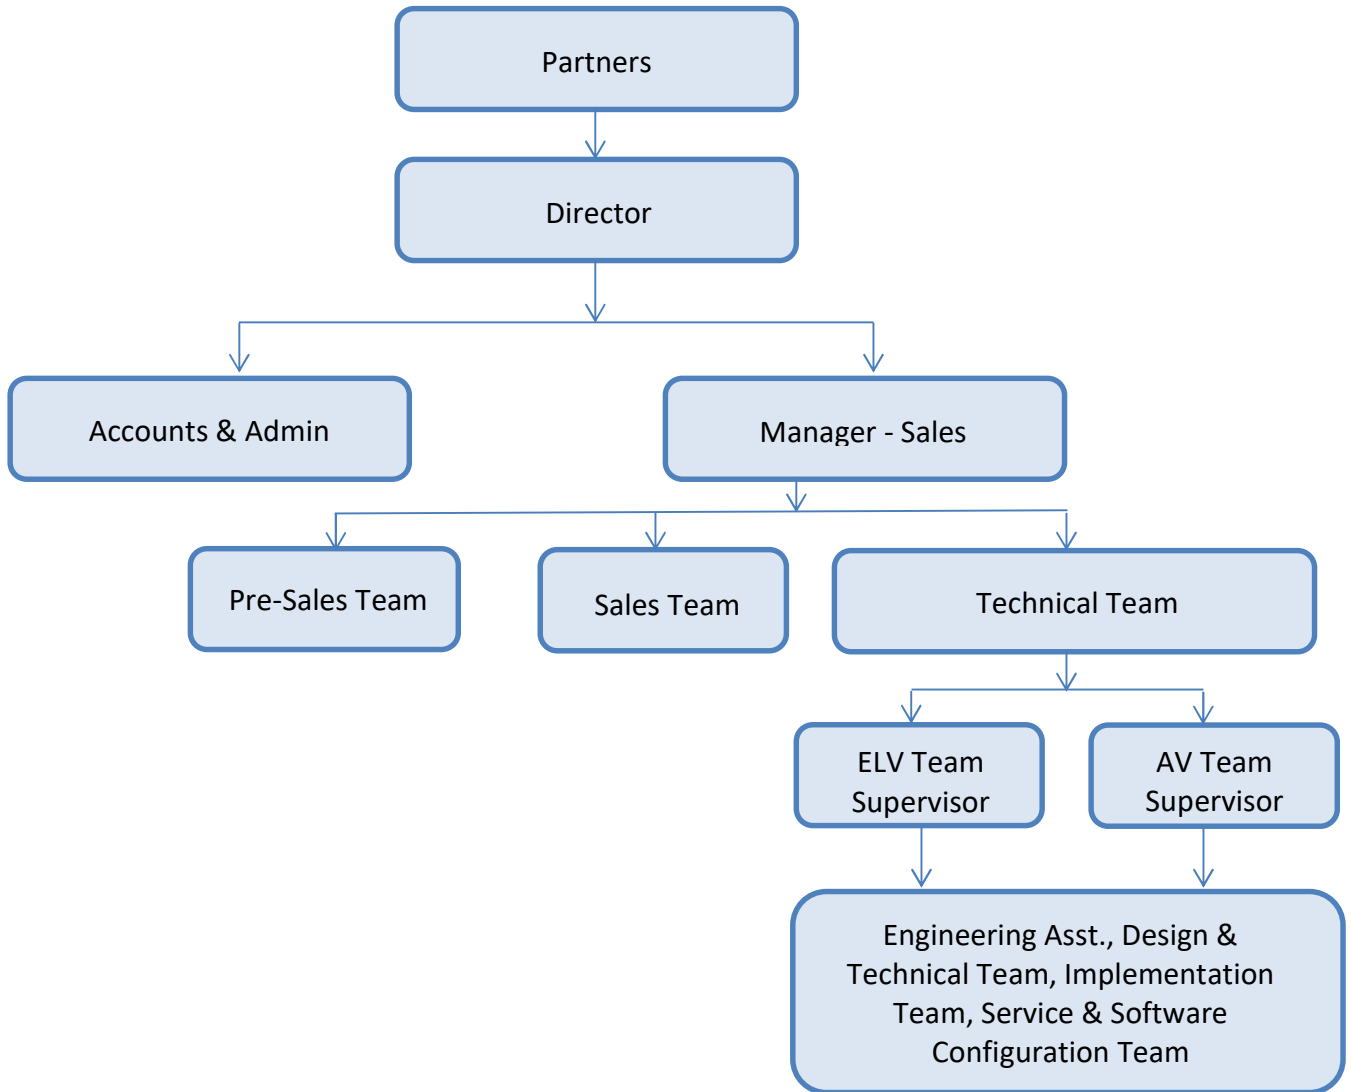 Partners
Director
Accounts & Admin
Manager - Sales
Pre-Sales Team
Sales Team
Technical Team
ELV Team
Supervisor
AV Team
Supervisor
Engineering Asst., Design &
Technical Team, Implementation
Team, Service & Software
Configuration Team